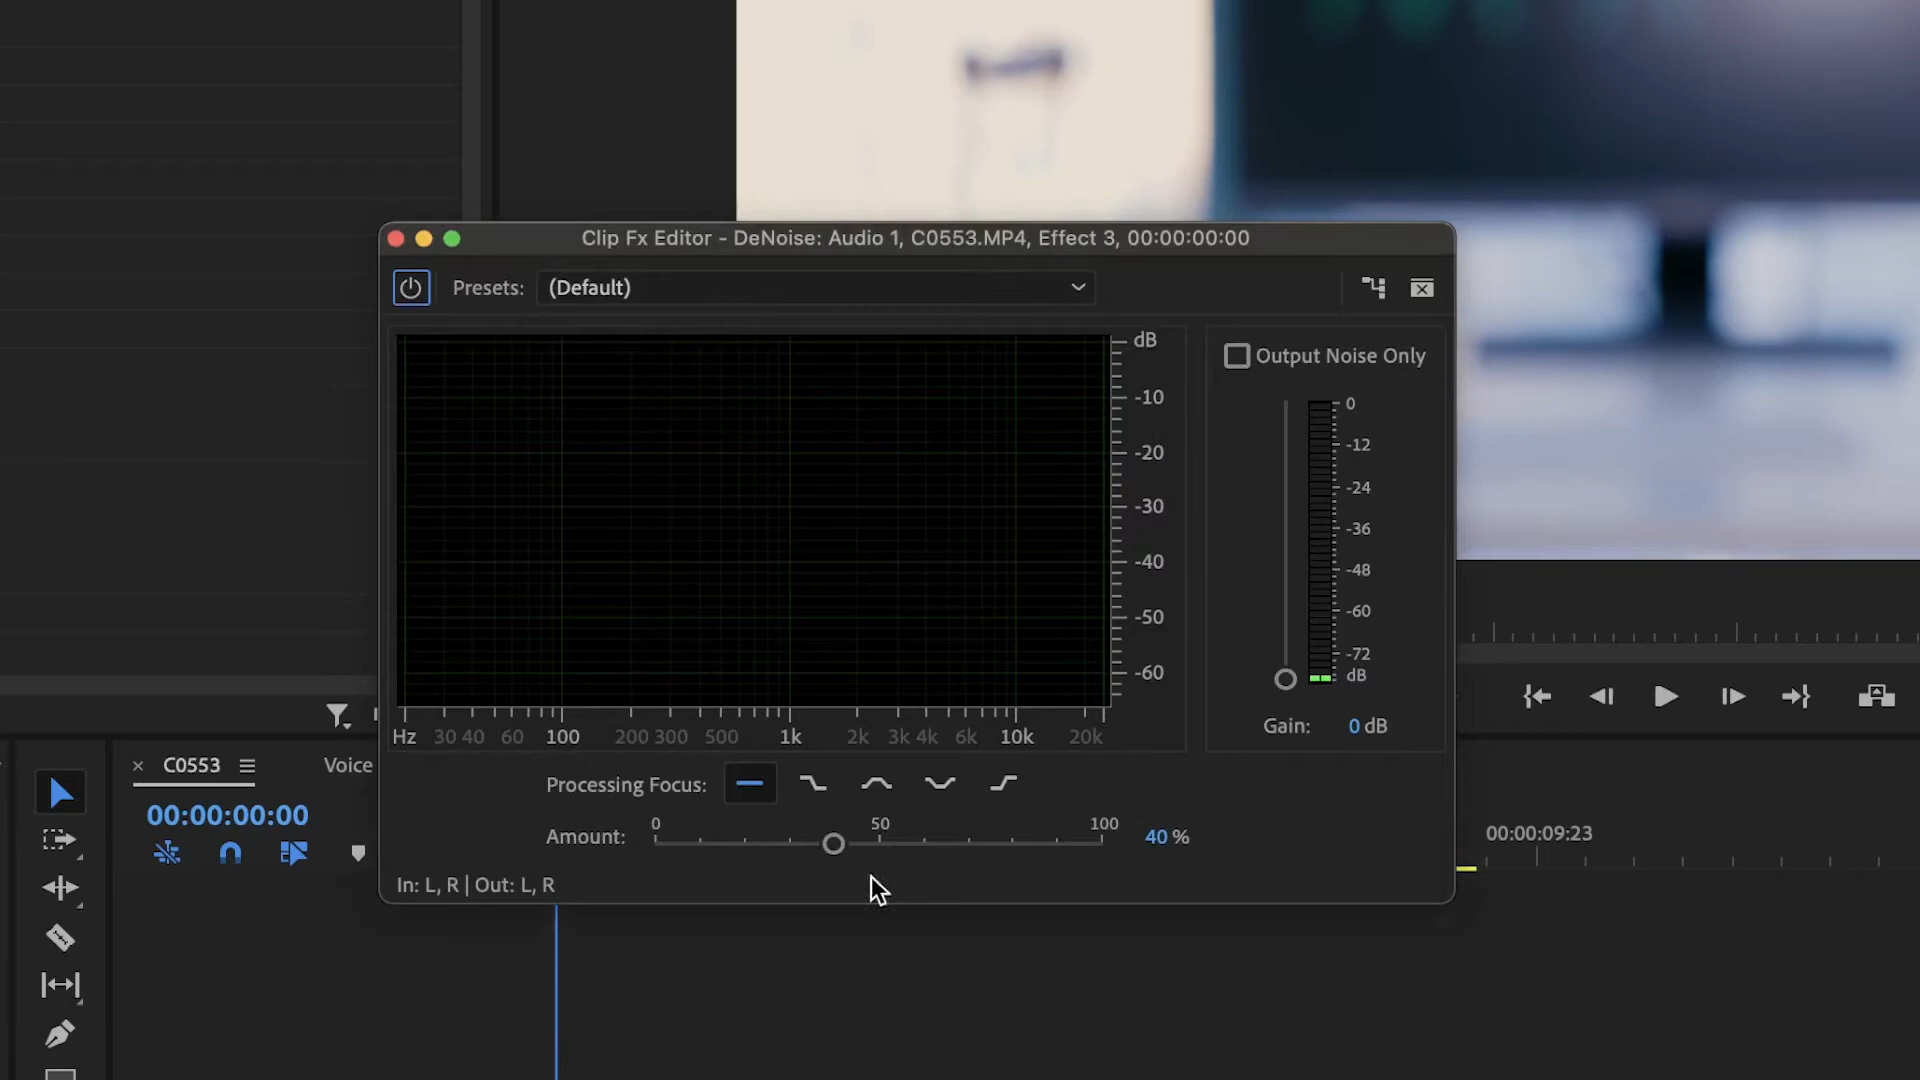 Clip Fx Editor - DeNoise: Audio 1, C0553.MP4, Effect 3, 00:00:00:00
Presets: (Default)
dB
-10
-20
-30
-40
-50
-60
Hz 30 40 60 100 200 300 500 1k 2k 3k 4k 6k 10k 20k
Output Noise Only
0
-12
-24
-36
-48
-60
-72
dB
Gain: 0 dB
Processing Focus:
0 50 100
Amount: 40 %
In: L, R | Out: L, R
C0553 Voice
00:00:00:00
00:00:09:23